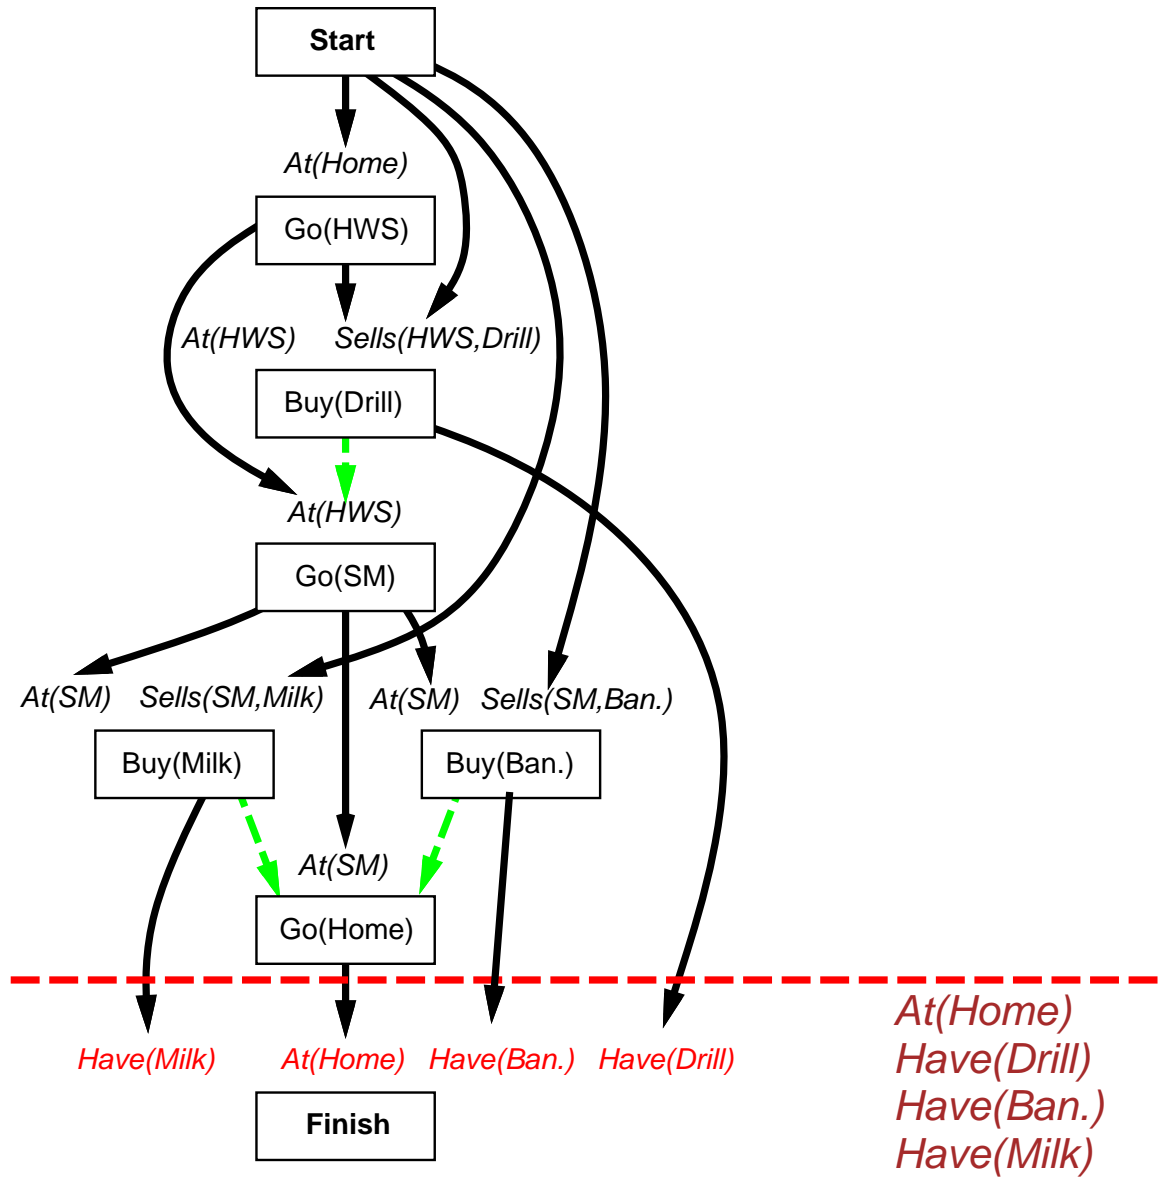 Start
At(Home)
Go(HWS)
At(HWS) Sells(HWS,Drill)
Buy(Drill)
At(HWS)
Go(SM)
At(SM) Sells(SM,Milk) At(SM) Sells(SM,Ban.)
Buy(Milk) Buy(Ban.)
At(SM)
Go(Home)
Have(Milk) At(Home) Have(Ban.) Have(Drill)
Finish
At(Home)
Have(Drill)
Have(Ban.)
Have(Milk)